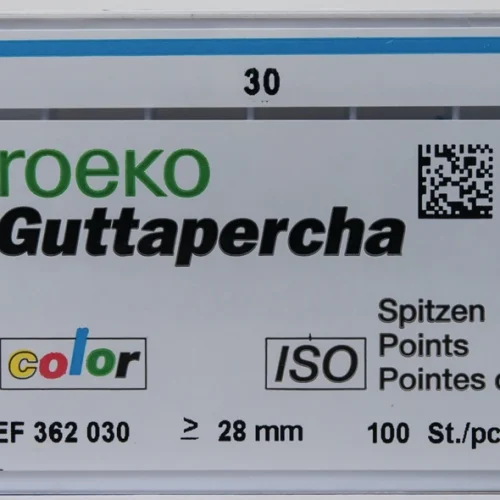 30
roeko
Guttapercha
Spitzen
color ISO Points
Pointes
EF 362 030 ≥ 28 mm 100 St./pc